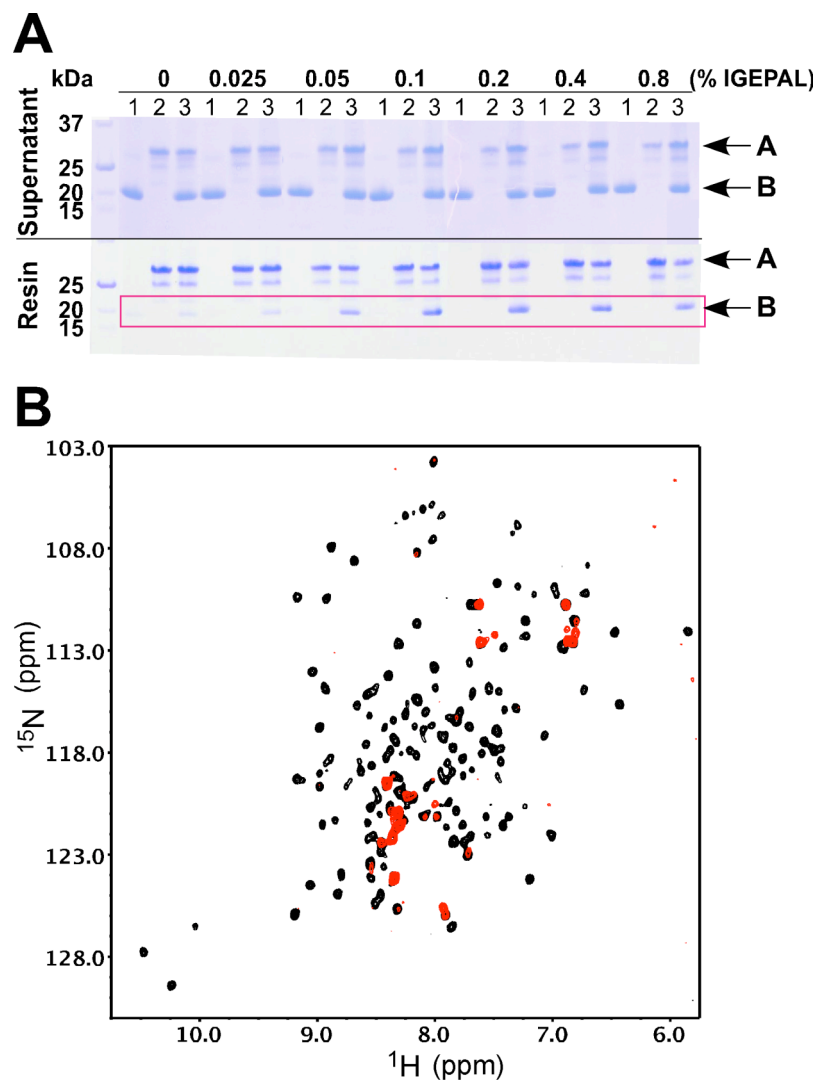 A
kDa 0 0.025 0.05 0.1 0.2 0.4 0.8 (% IGEPAL)
1 2 3 1 2 3 1 2 3 1 2 3 1 2 3 1 2 3 1 2 3
Supernatant
37
25
20
15
A
B
Resin
25
20
15
A
B
B
103.0
108.0
113.0
118.0
123.0
128.0
15N (ppm)
10.0 9.0 8.0 7.0 6.0
1H (ppm)